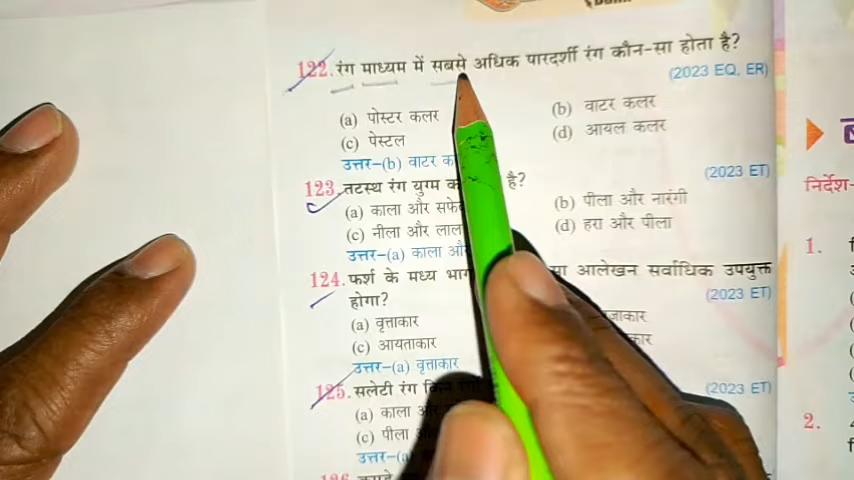 122. रंग माध्यम में सबसे अधिक पारदर्शी रंग कौन-सा होता है?
(2023 EQ, ER)
(a) पोस्टर कलर (b) वाटर कलर
(c) पेस्टल (d) आयल कलर
उत्तर–(b) वाटर
123. तटस्थ रंग युग्म है?
(2023 ET)
(a) काला और (b) पीला और नारंगी
(c) नीला और लाल (d) हरा और पीला
उत्तर–(a) काला
124. फर्श के मध्य आलेखन सर्वाधिक उपयुक्त
होगा?
(2023 ET)
(a) वृत्ताकार
(c) आयताकार
उत्तर–(a) वृत्ताकार
125. सलेटी रंग
(2023 ET)
(a) काला
(c) पीला
उत्तर–(a)
निर्देश–
1.
2.